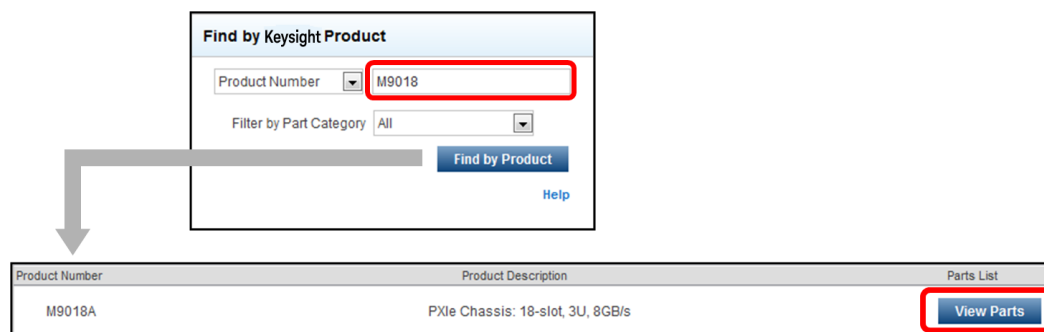 Find by Keysight Product
Product Number M9018
Filter by Part Category All
Find by Product
Help
Product Number Product Description Parts List
M9018A PXIe Chassis: 18-slot, 3U, 8GB/s View Parts